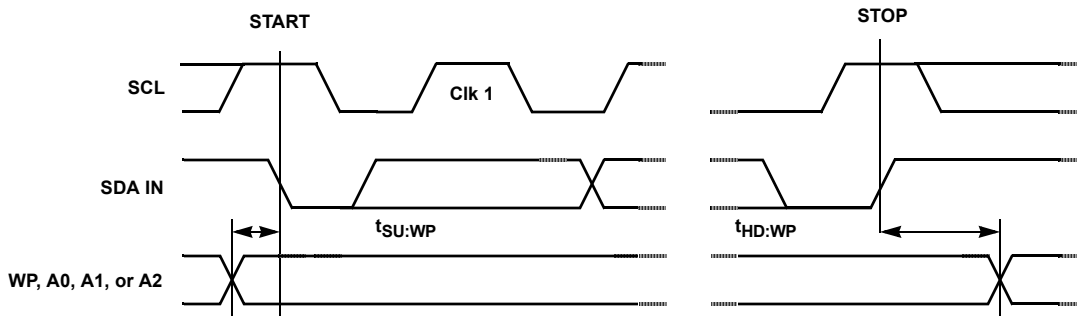 START
STOP
SCL
Clk 1
SDA IN
tSU:WP
tHD:WP
WP, A0, A1, or A2